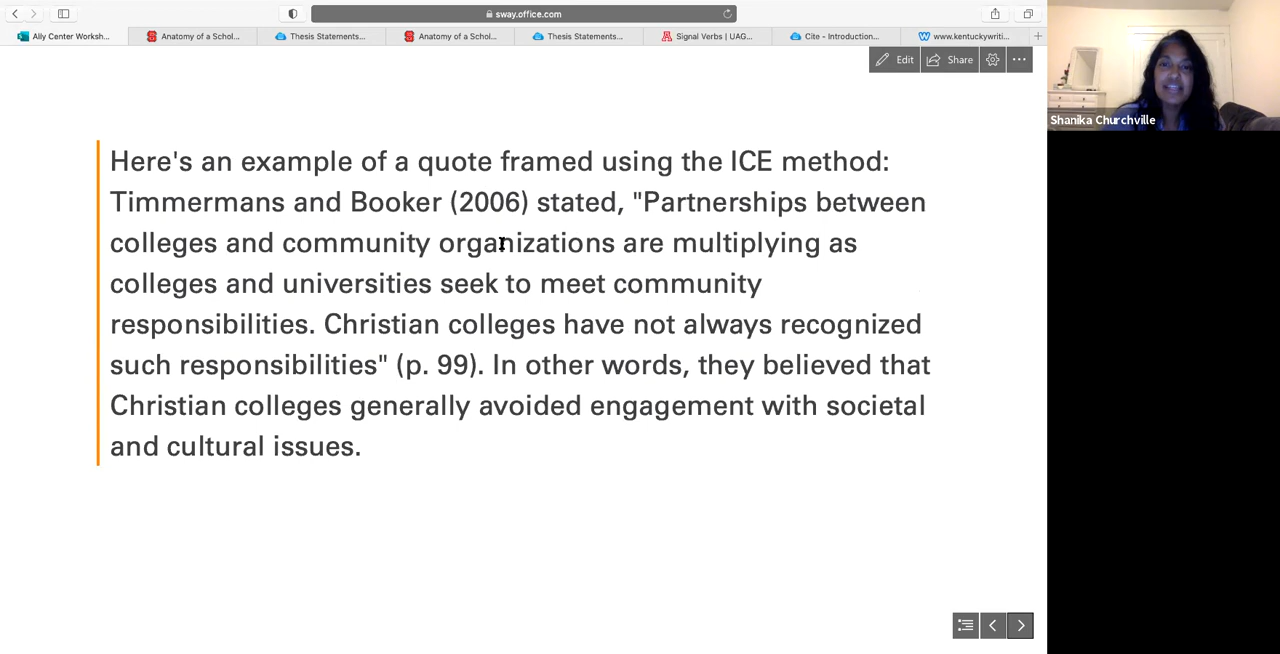 sway.office.com
Ally Center Worksh...
Anatomy of a Schol...
Thesis Statements...
Anatomy of a Schol...
Thesis Statements...
Signal Verbs | UAG...
Cite - Introduction...
www.kentuckywriti...
Edit
Share
Shanika Churchville
Here's an example of a quote framed using the ICE method:
Timmermans and Booker (2006) stated, "Partnerships between
colleges and community organizations are multiplying as
colleges and universities seek to meet community
responsibilities. Christian colleges have not always recognized
such responsibilities" (p. 99). In other words, they believed that
Christian colleges generally avoided engagement with societal
and cultural issues.